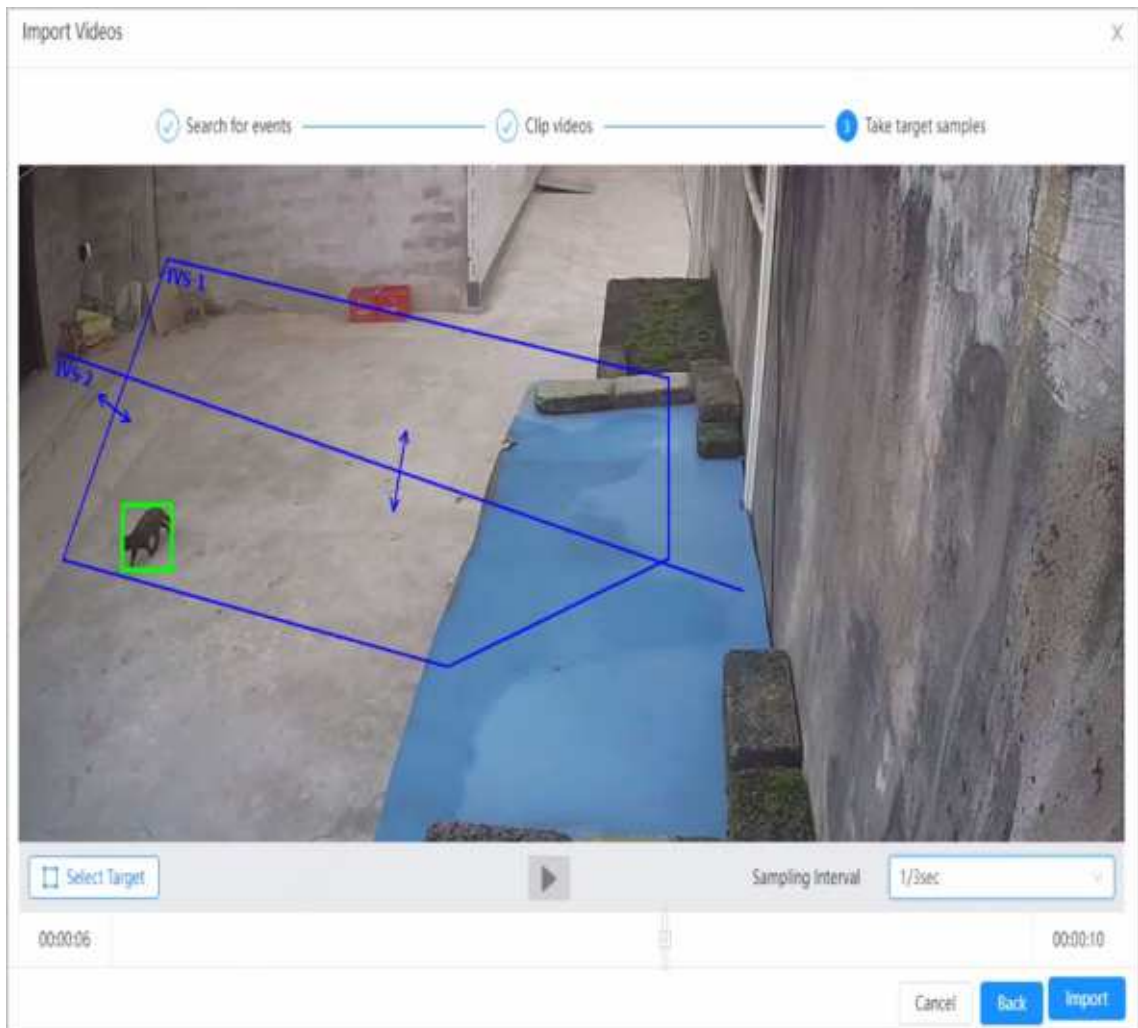 Import Videos
X
Search for events
Clip videos
3 Take target samples
IVS-1
IVS-2
Select Target
Sampling Interval
1/3sec
00:00:06
00:00:10
Cancel
Back
Import